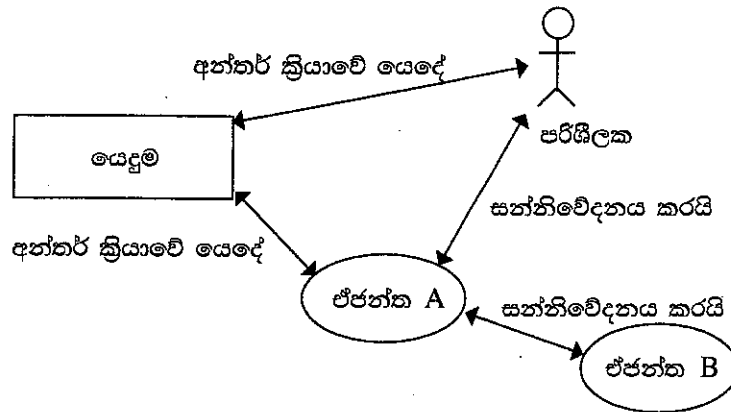 අන්තර් ක්‍රියාවේ යෙදේ
යෙදුම
පරිශීලක
සන්නිවේදනය කරයි
අන්තර් ක්‍රියාවේ යෙදේ
ඒජන්ත A
සන්නිවේදනය කරයි
ඒජන්ත B